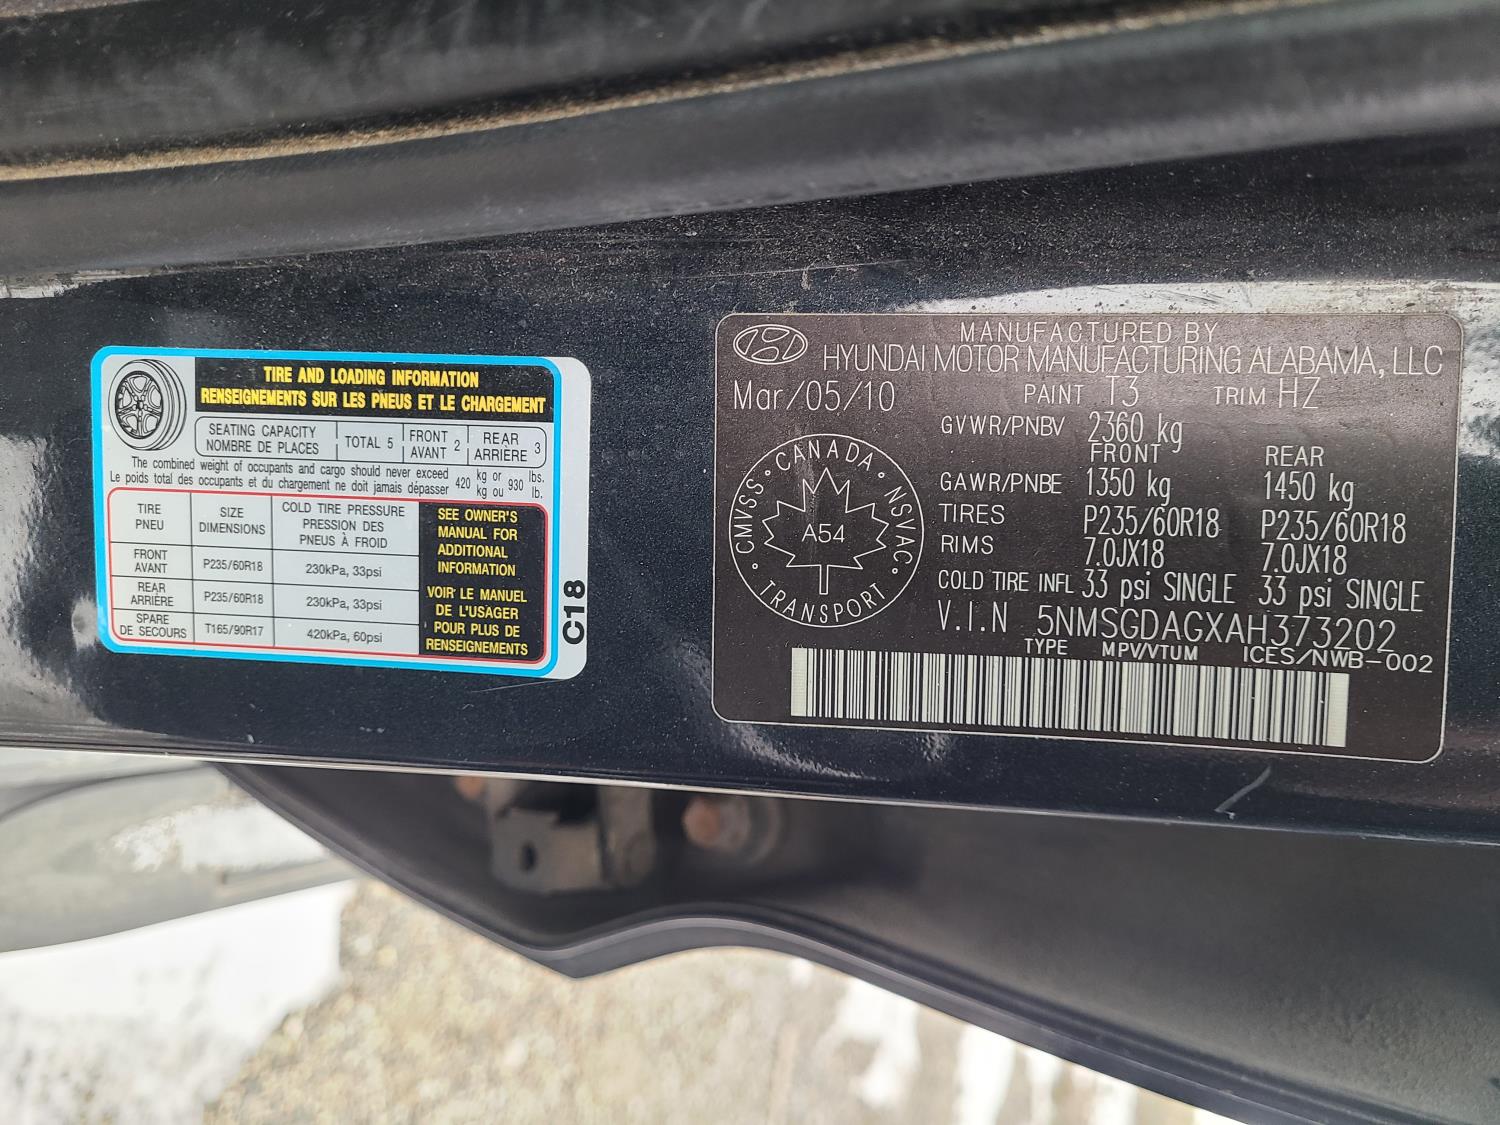 TIRE AND LOADING INFORMATION
RENSEIGNEMENTS SUR LES PNEUS ET LE CHARGEMENT
SEATING CAPACITY
NOMBRE DE PLACES
TOTAL 5
FRONT
AVANT 2
REAR
ARRIÈRE 3
The combined weight of occupants and cargo should never exceed 420 kg or 930 lbs.
Le poids total des occupants et du chargement ne doit jamais dépasser kg ou lb.
TIRE
PNEU
SIZE
DIMENSIONS
COLD TIRE PRESSURE
PRESSION DES
PNEUS À FROID
FRONT
AVANT
P235/60R18
230kPa, 33psi
REAR
ARRIÈRE
P235/60R18
230kPa, 33psi
SPARE
DE SECOURS
T165/90R17
420kPa, 60psi
SEE OWNER'S
MANUAL FOR
ADDITIONAL
INFORMATION
VOIR LE MANUEL
DE L'USAGER
POUR PLUS DE
RENSEIGNEMENTS
C18
MANUFACTURED BY
HYUNDAI MOTOR MANUFACTURING ALABAMA, LLC
Mar/05/10 PAINT T3 TRIM HZ
GVWR/PNBV 2360 kg
FRONT REAR
GAWR/PNBE 1350 kg 1450 kg
TIRES P235/60R18 P235/60R18
RIMS 7.0JX18 7.0JX18
COLD TIRE INFL 33 psi SINGLE 33 psi SINGLE
V.I.N 5NMSGDAGXAH373202
TYPE MPV/VTUM ICES/NWB-002
CMVSS • CANADA • NSVAC • TRANSPORT •
A54